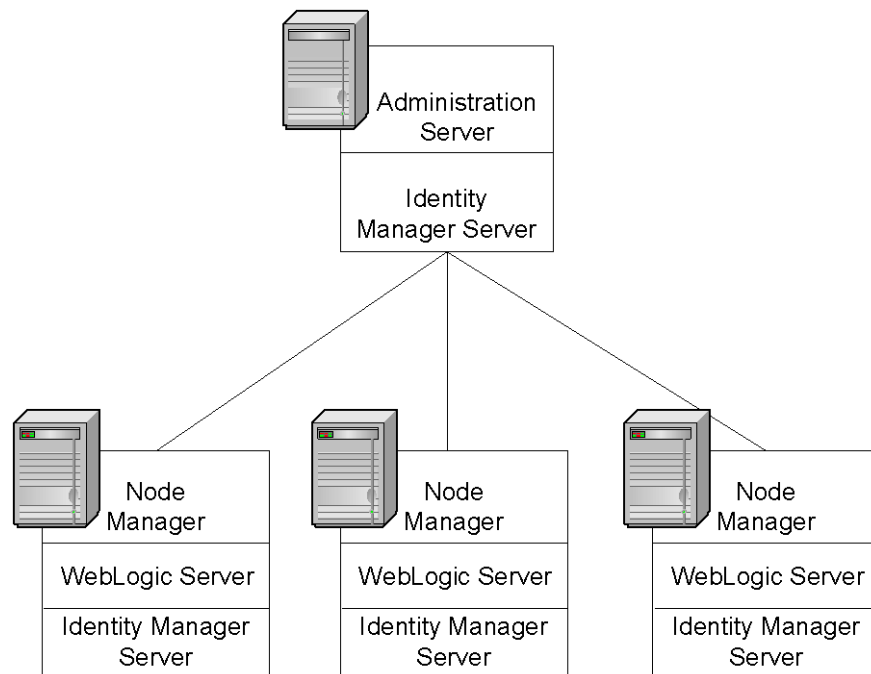 Administration
Server
Identity
Manager Server
Node
Manager
WebLogic Server
Identity Manager
Server
Node
Manager
WebLogic Server
Identity Manager
Server
Node
Manager
WebLogic Server
Identity Manager
Server